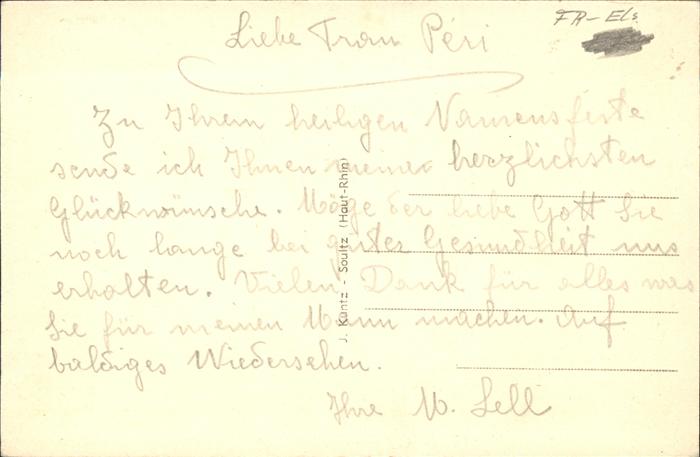 FR-Els
Liebe Frau Péri
Zu Ihrem heiligen Namensfeste
sende ich Ihnen meine herzlichsten
Glückwünsche. Möge der liebe Gott Sie
noch lange bei guter Gesundheit uns
erhalten. Vielen Dank für alles was
Sie für meinen Mann machen. Auf
baldiges Wiedersehen.
Ihre M. Sell
J. Kuntz - Soultz (Haut-Rhin)